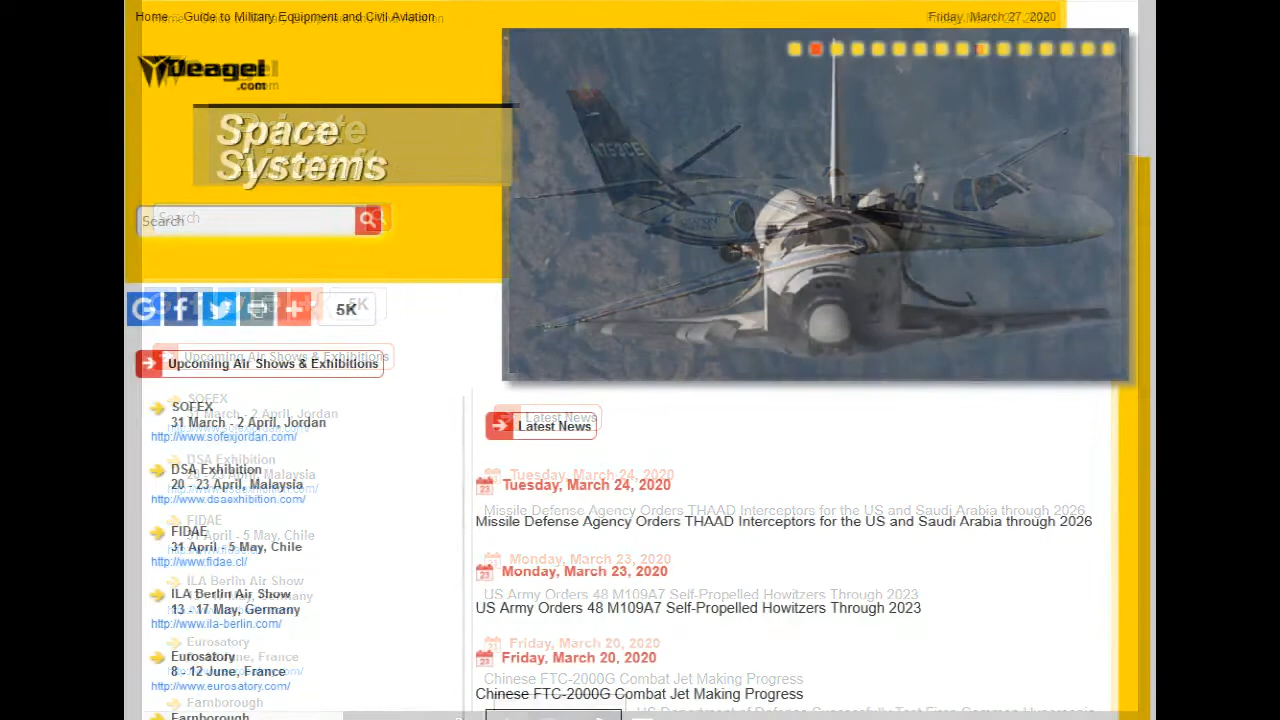 Home Guide to Military Equipment and Civil Aviation
Friday, March 27, 2020
Deagel
.com
Space
Systems
Search
5K
Upcoming Air Shows & Exhibitions
SOFEX
31 March - 2 April, Jordan
http://www.sofexjordan.com/
DSA Exhibition
20 - 23 April, Malaysia
http://www.dsaexhibition.com/
FIDAE
31 April - 5 May, Chile
http://www.fidae.cl/
ILA Berlin Air Show
13 - 17 May, Germany
http://www.ila-berlin.com/
Eurosatory
8 - 12 June, France
http://www.eurosatory.com/
Farnborough
Latest News
Tuesday, March 24, 2020
Missile Defense Agency Orders THAAD Interceptors for the US and Saudi Arabia through 2026
Monday, March 23, 2020
US Army Orders 48 M109A7 Self-Propelled Howitzers Through 2023
Friday, March 20, 2020
Chinese FTC-2000G Combat Jet Making Progress